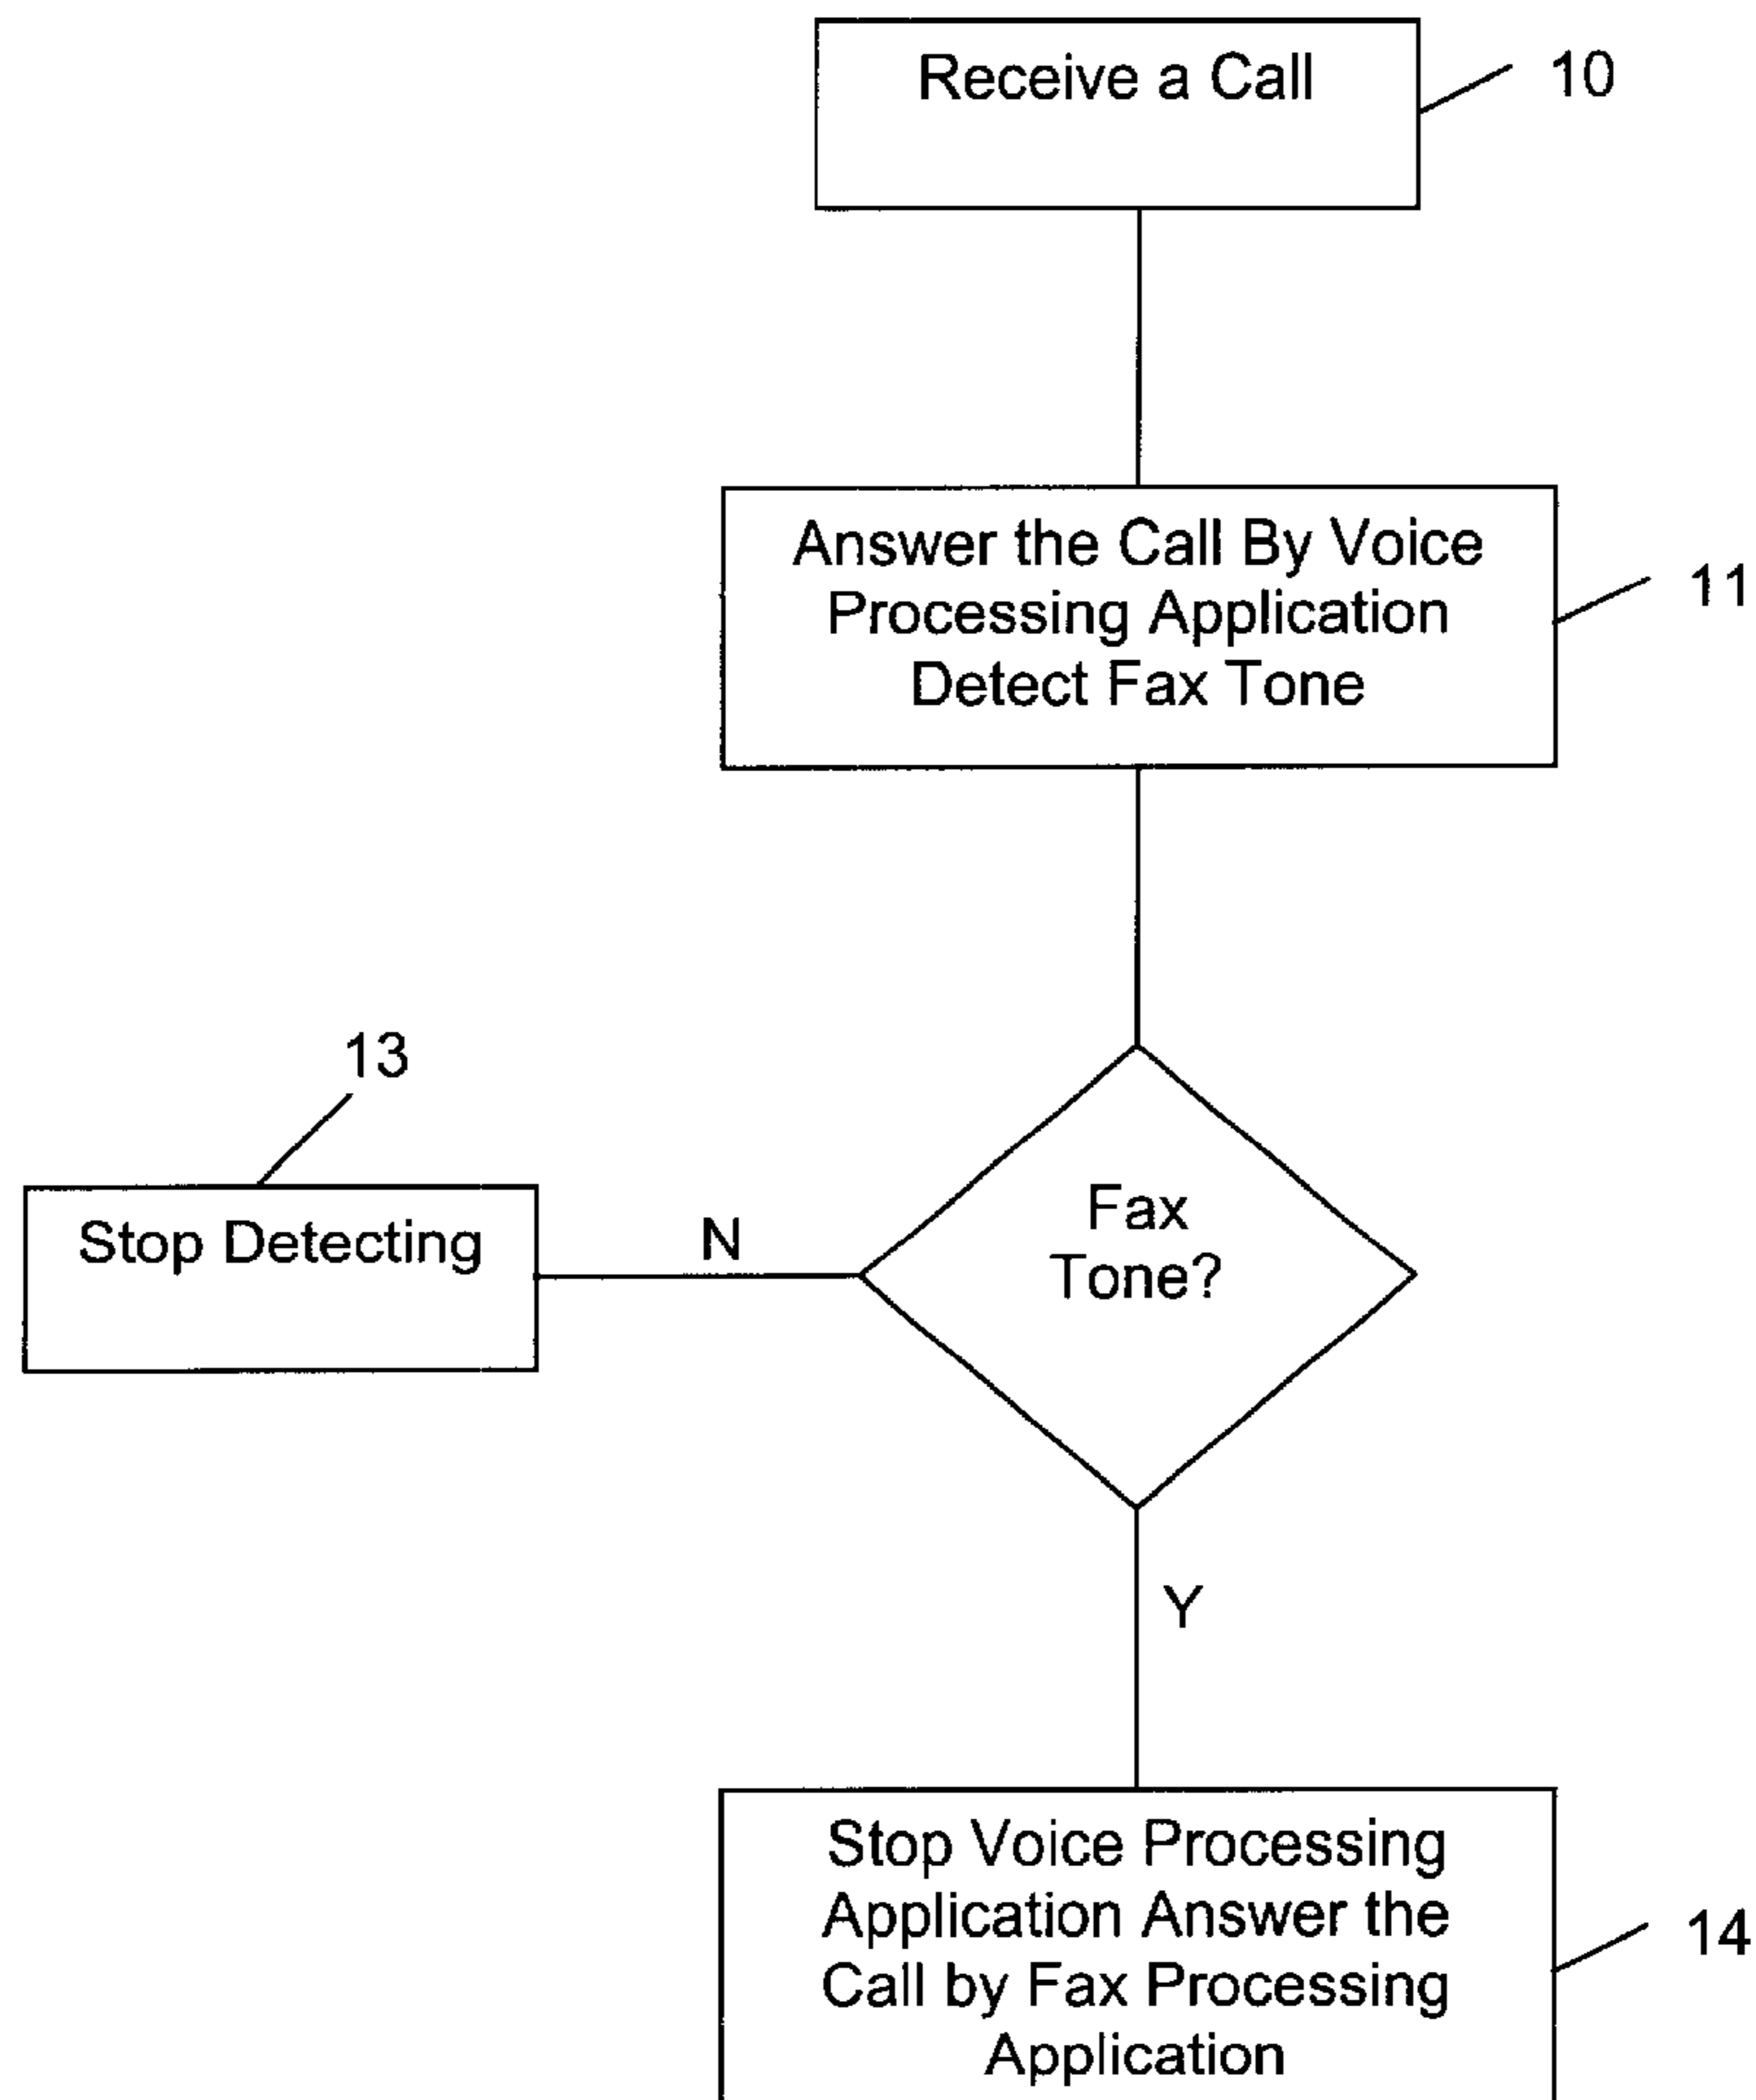 Receive a Call
10
Answer the Call By Voice
Processing Application
Detect Fax Tone
11
13
Stop Detecting
N
Fax
Tone?
Y
Stop Voice Processing
Application Answer the
Call by Fax Processing
Application
14